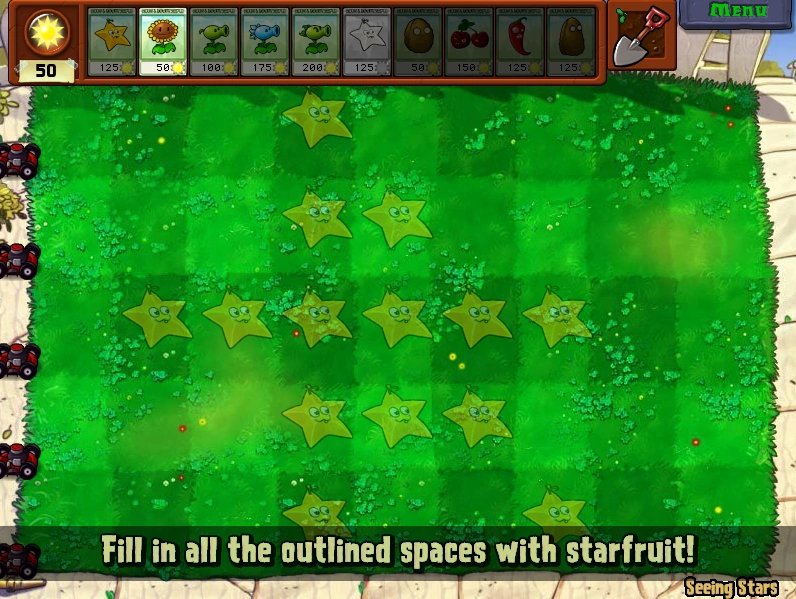 Menu
50
125 50 100 175 200 125 50 150 125 125
Fill in all the outlined spaces with starfruit!
Seeing Stars